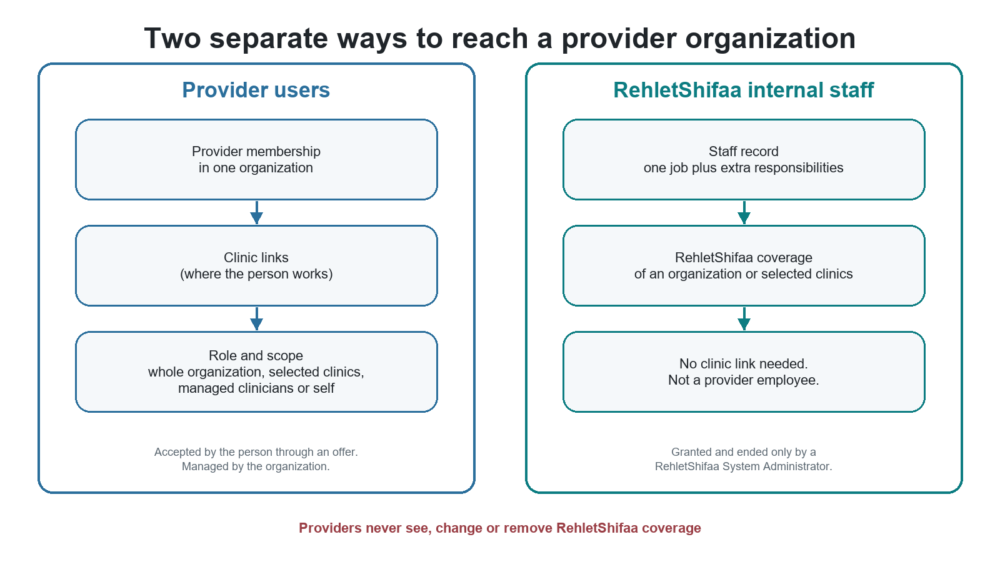 Two separate ways to reach a provider organization
Provider users
Provider membership
in one organization
Clinic links
(where the person works)
Role and scope
whole organization, selected clinics,
managed clinicians or self
Accepted by the person through an offer.
Managed by the organization.
RehletShifaa internal staff
Staff record
one job plus extra responsibilities
RehletShifaa coverage
of an organization or selected clinics
No clinic link needed.
Not a provider employee.
Granted and ended only by a
RehletShifaa System Administrator.
Providers never see, change or remove RehletShifaa coverage